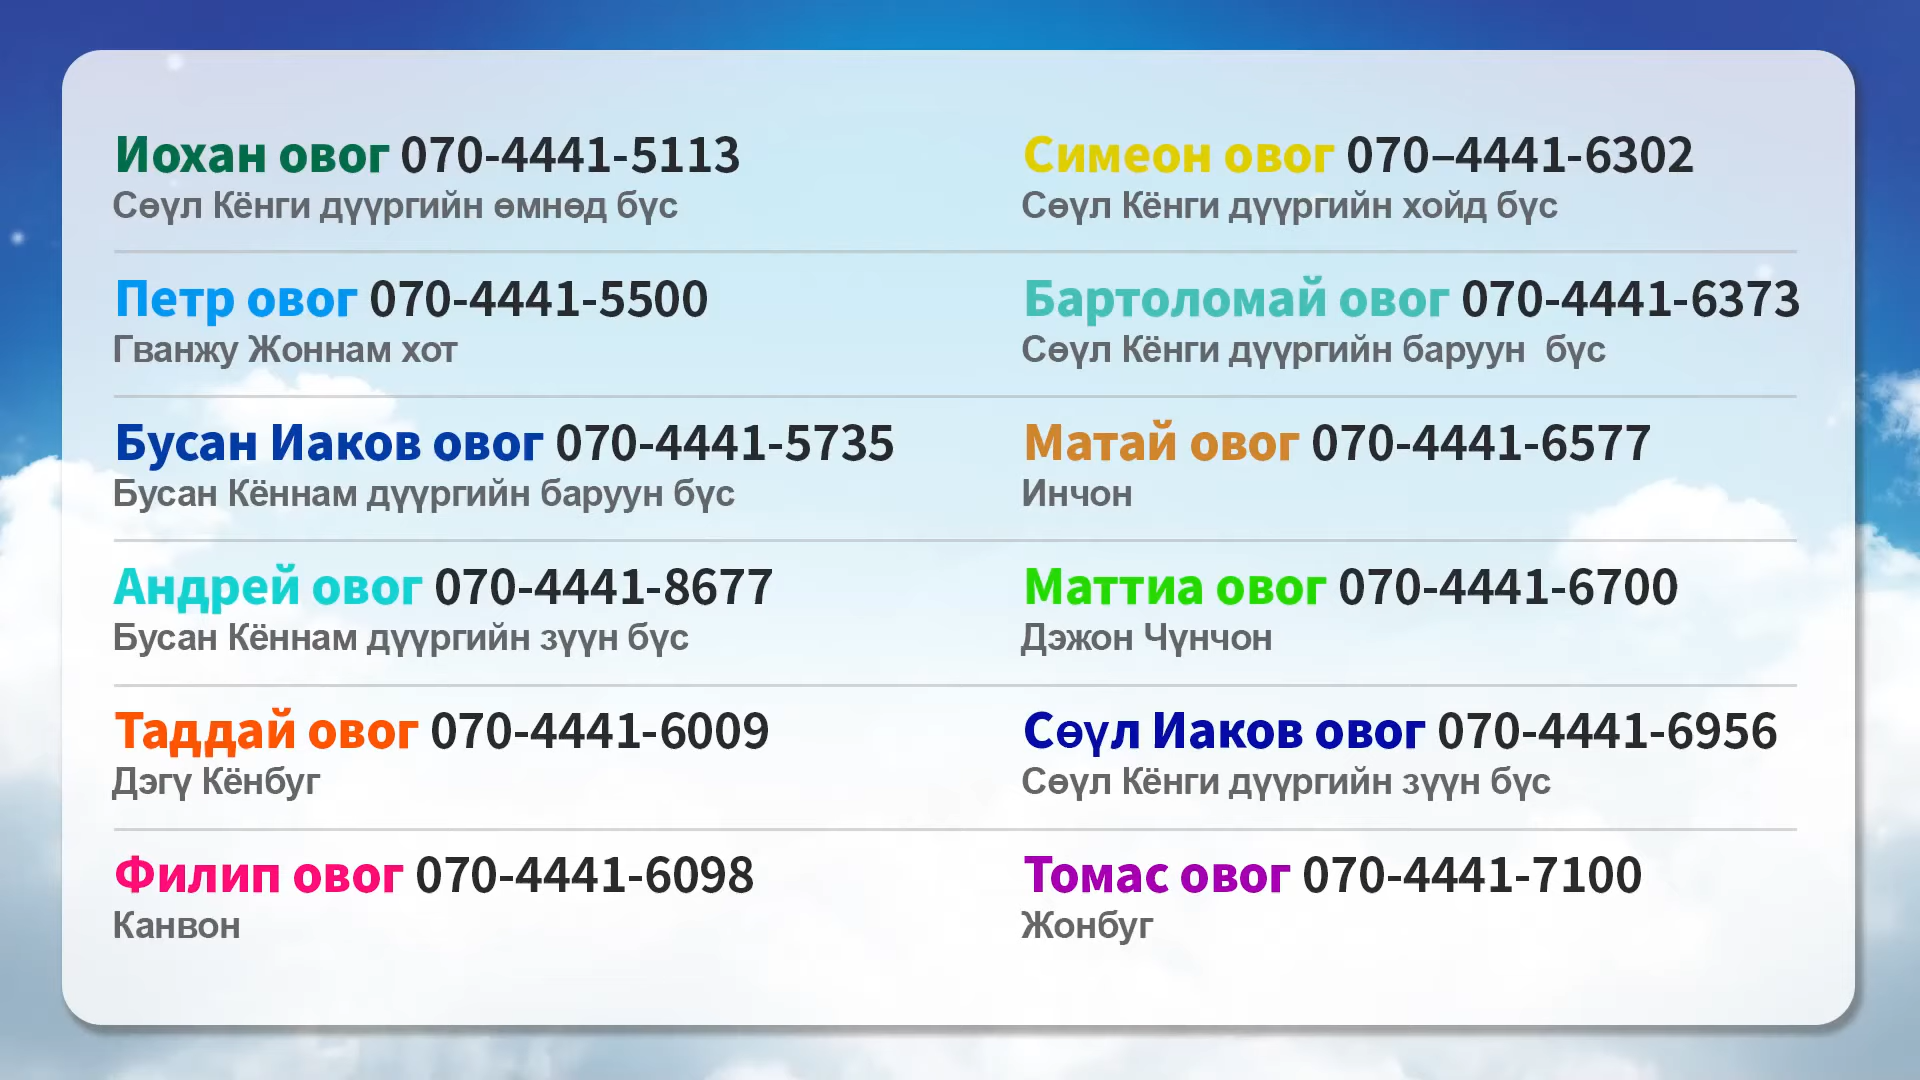 Иохан овог 070-4441-5113
Сөүл Кёнги дүүргийн өмнөд бүс
Петр овог 070-4441-5500
Гванжу Жоннам хот
Бусан Иаков овог 070-4441-5735
Бусан Кённам дүүргийн баруун бүс
Андрей овог 070-4441-8677
Бусан Кённам дүүргийн зүүн бүс
Таддай овог 070-4441-6009
Дэгү Кёнбуг
Филип овог 070-4441-6098
Канвон
Симеон овог 070–4441-6302
Сөүл Кёнги дүүргийн хойд бүс
Бартоломай овог 070-4441-6373
Сөүл Кёнги дүүргийн баруун  бүс
Матай овог 070-4441-6577
Инчон
Маттиа овог 070-4441-6700
Дэжон Чүнчон
Сөүл Иаков овог 070-4441-6956
Сөүл Кёнги дүүргийн зүүн бүс
Томас овог 070-4441-7100
Жонбуг